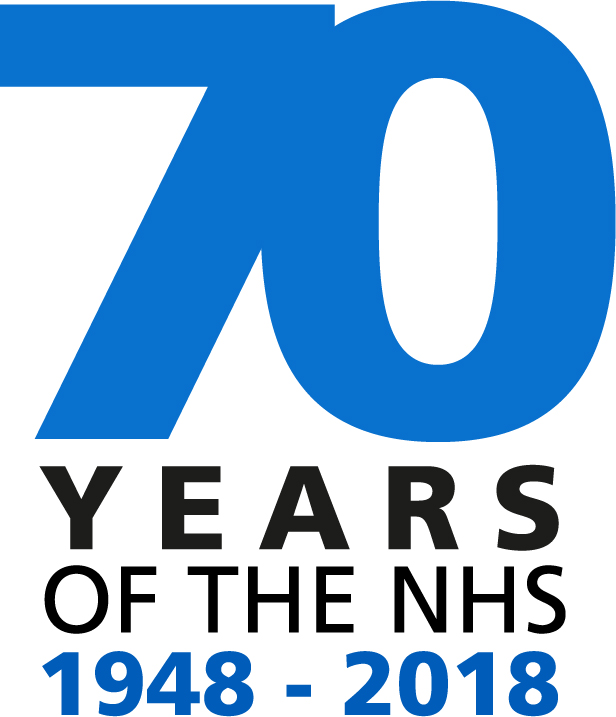 70
YEARS
OF THE NHS
1948 - 2018